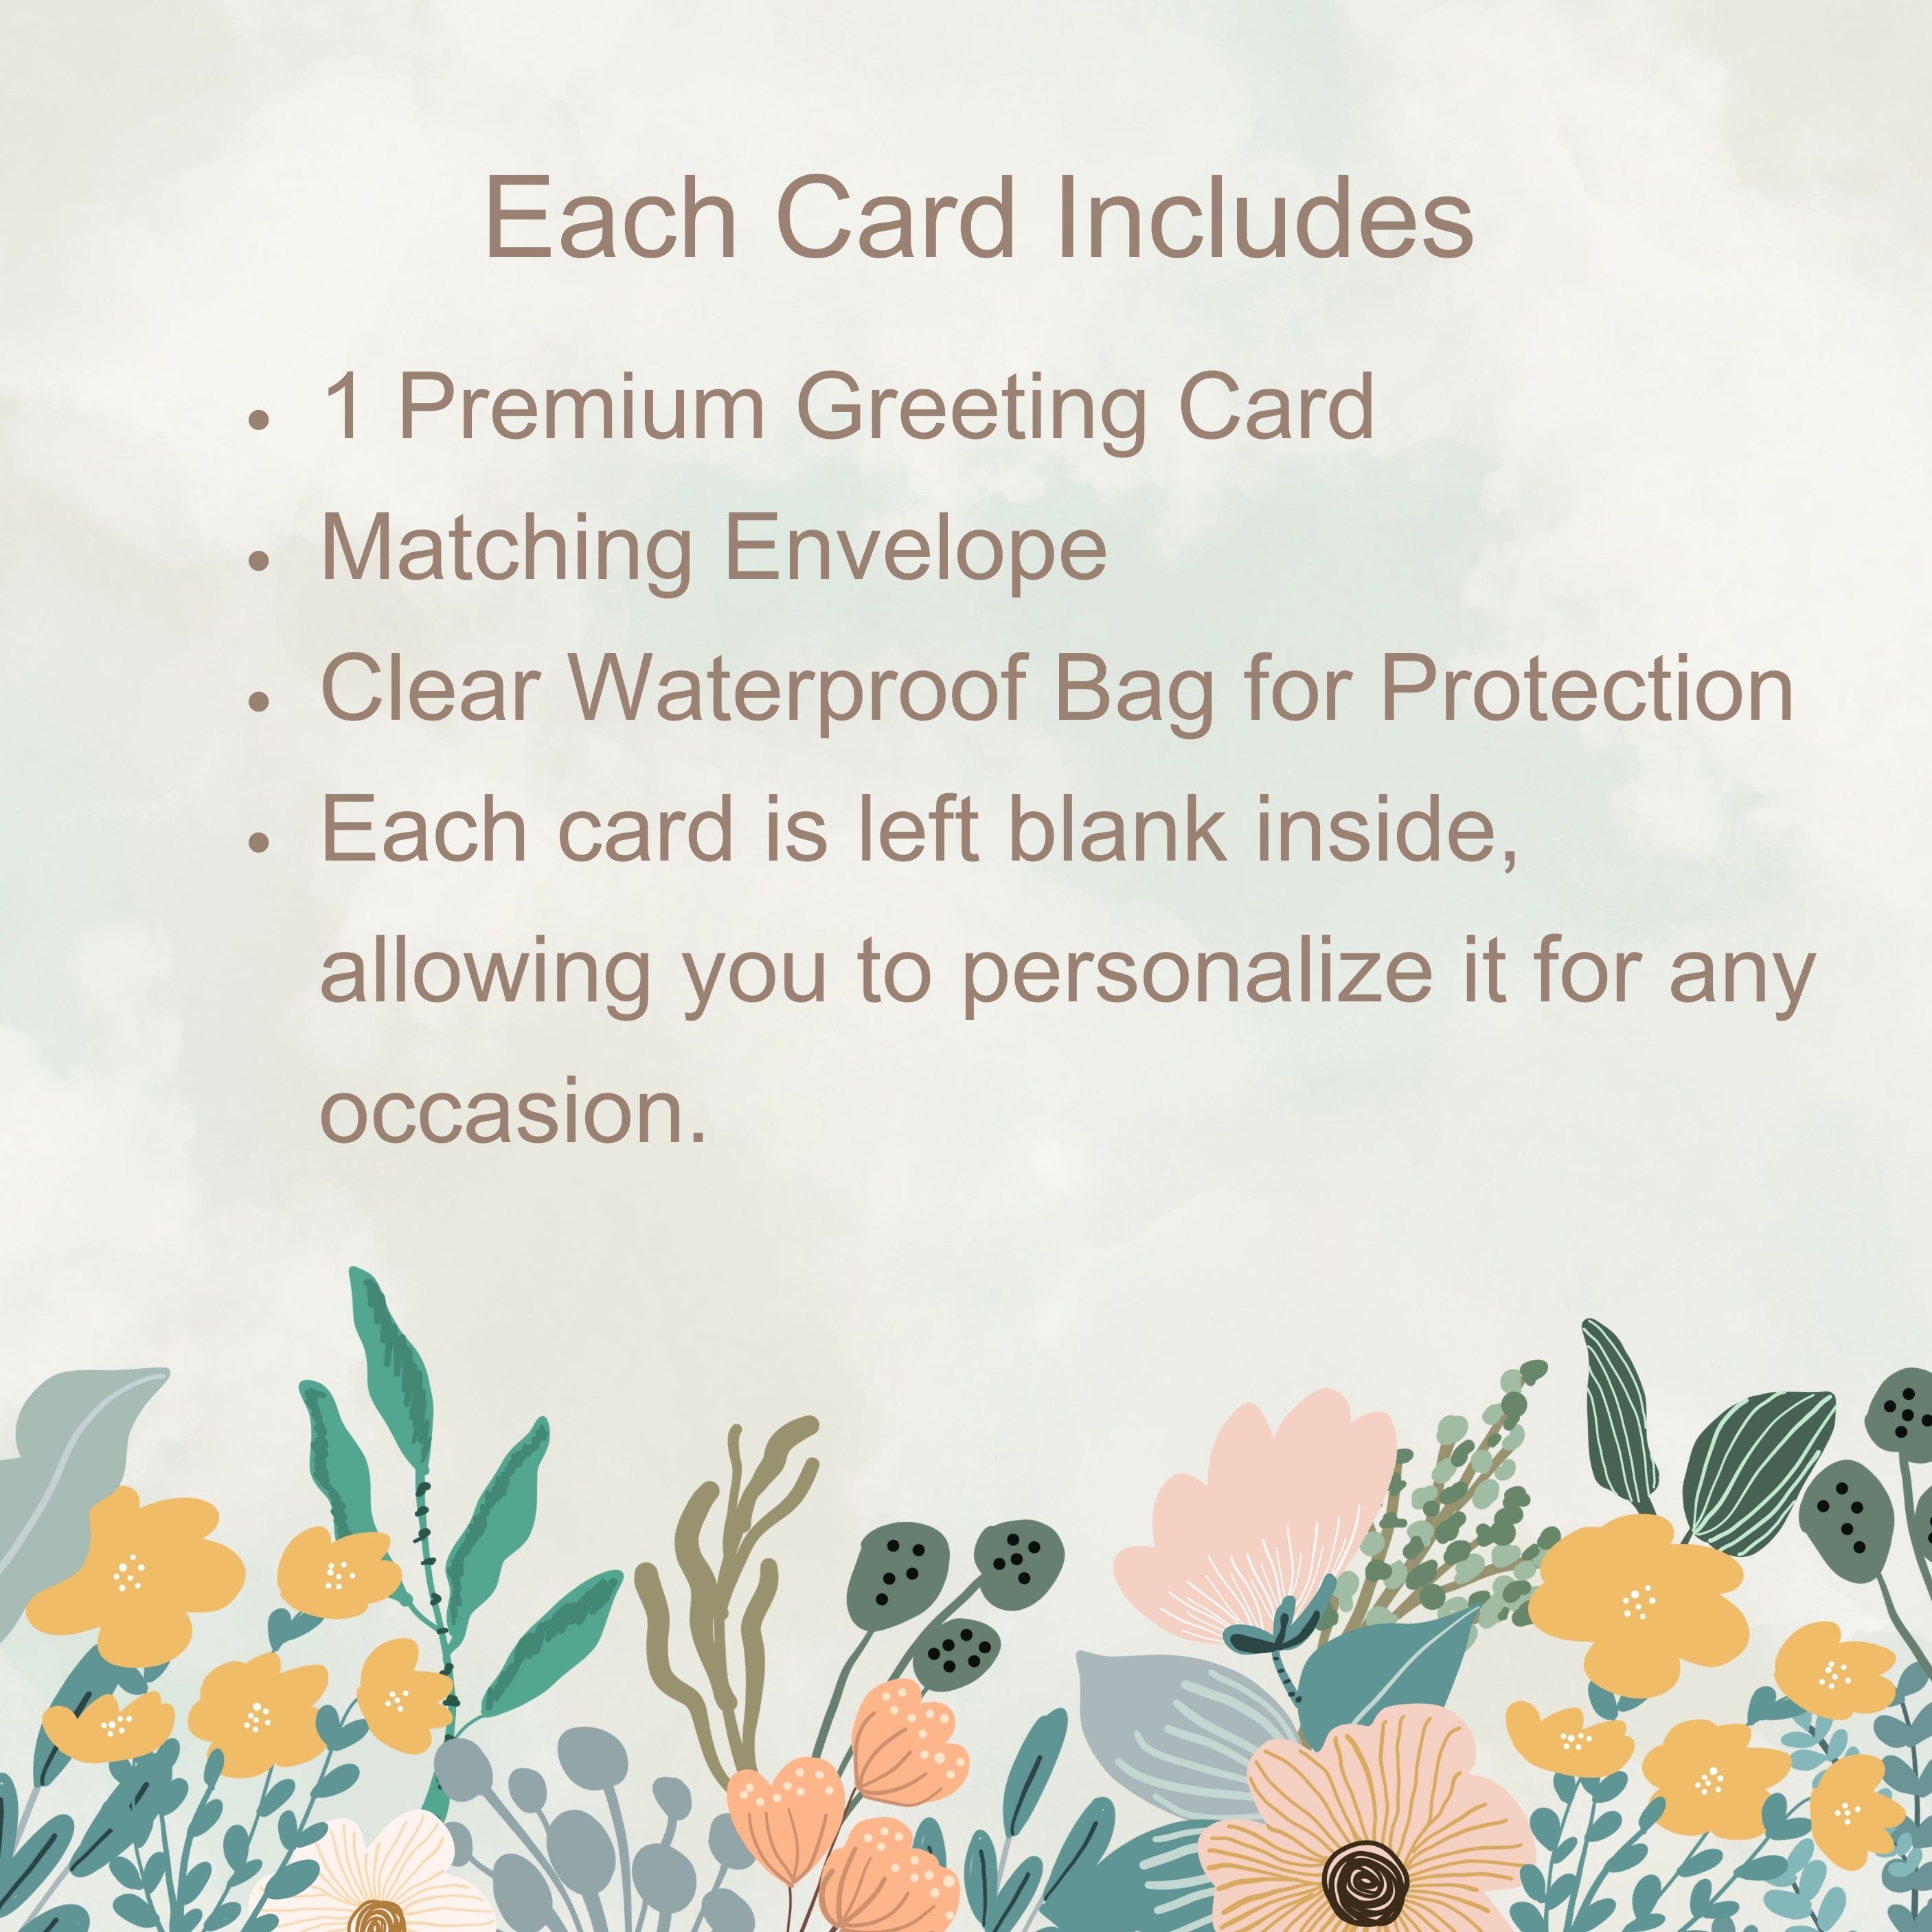 Each Card Includes
• 1 Premium Greeting Card
• Matching Envelope
• Clear Waterproof Bag for Protection
• Each card is left blank inside,
allowing you to personalize it for any
occasion.